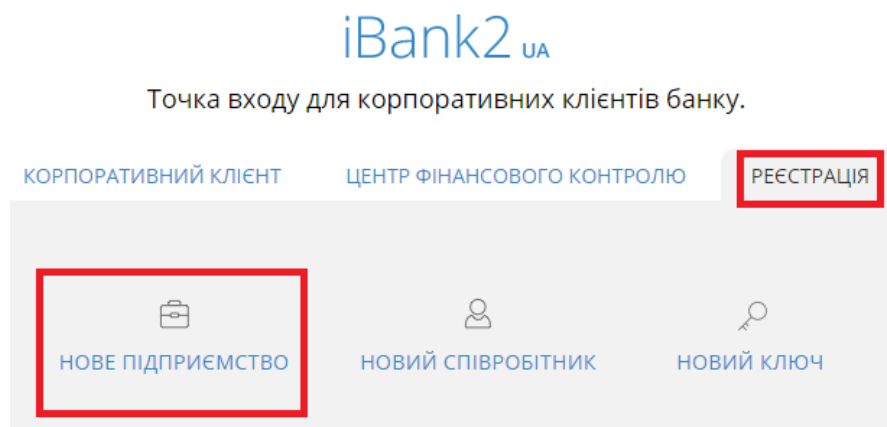 iBank2 UA
Точка входу для корпоративних клієнтів банку.
КОРПОРАТИВНИЙ КЛІЄНТ ЦЕНТР ФІНАНСОВОГО КОНТРОЛЮ РЕЄСТРАЦІЯ
НОВЕ ПІДПРИЄМСТВО НОВИЙ СПІВРОБІТНИК НОВИЙ КЛЮЧ